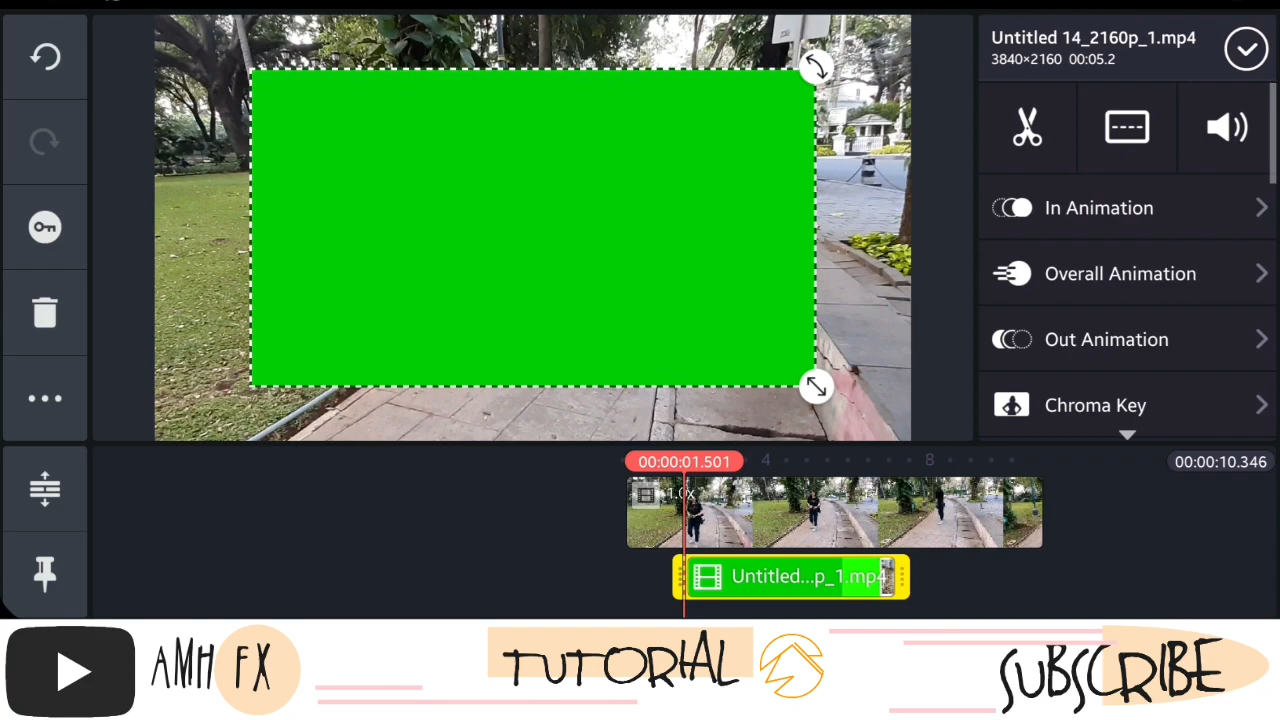 Untitled 14_2160p_1.mp4
3840×2160 00:05.2
In Animation
Overall Animation
Out Animation
Chroma Key
00:00:01.501
4
8
00:00:10.346
1.0x
Untitled...p_1.mp4
AMH FX
TUTORIAL
SUBSCRIBE